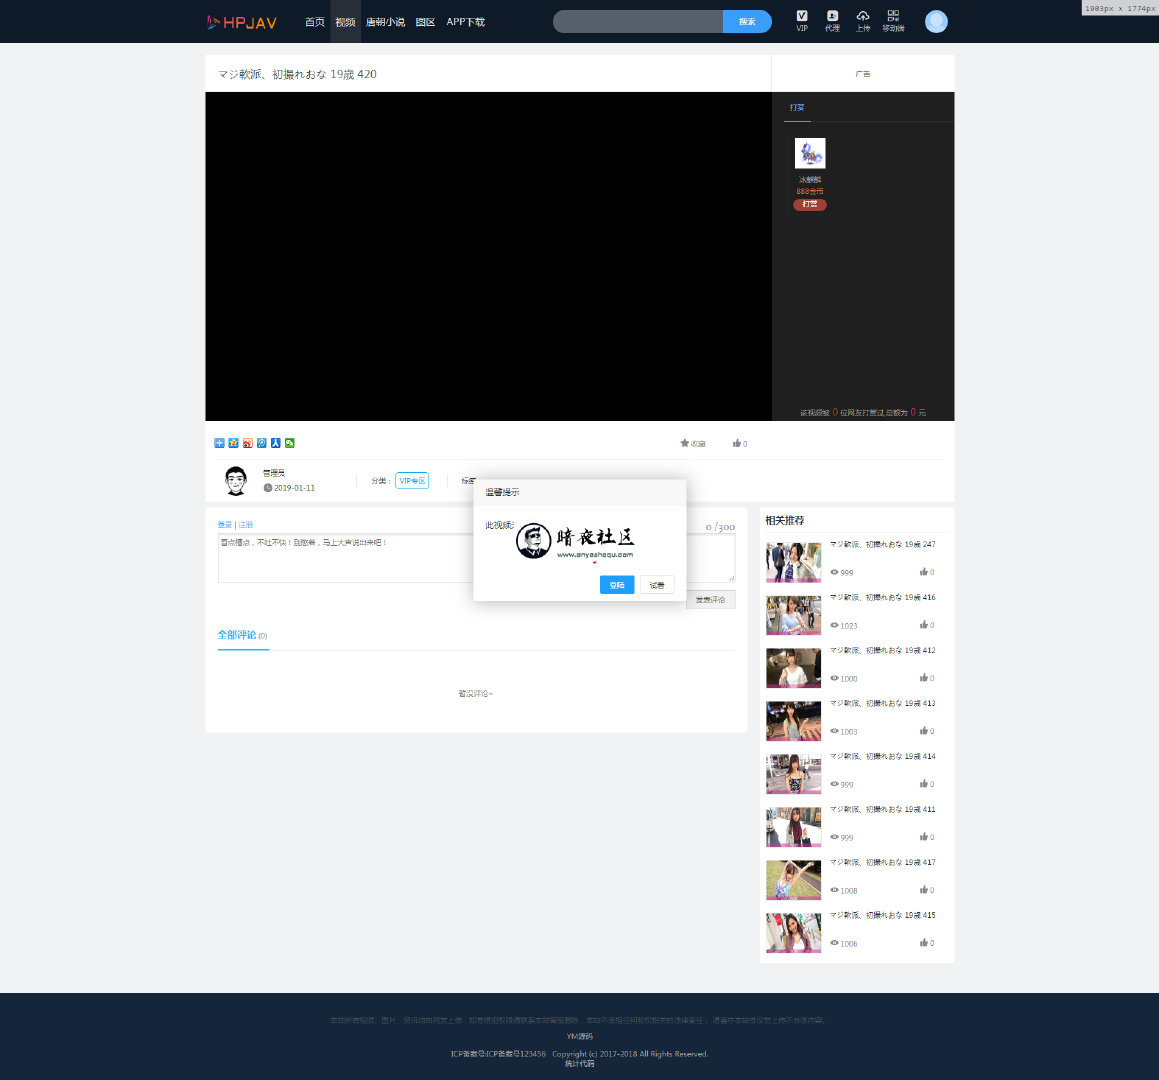 1903px x 1774px
HPJAV
首页 视频 唐朝小说 图区 APP下载
搜索
VIP 代理 上传 移动端
マジ軟派、初撮れおな 19歳 420
广告
打赏
冰麒麟
888金币
打赏
该视频被 0 位网友打赏过,总额为 0 元
收藏 0
管理员
2019-01-11
分类: VIP专区
温馨提示
此视频
暗夜社区
www.anyeshequ.com
登陆 试看
登录 | 注册
0 /300
有点槽点，不吐不快！别憋着，马上大声说出来吧！
发表评论
全部评论 (0)
暂没评论~
相关推荐
マジ軟派、初撮れおな 19歳 247
999 0
マジ軟派、初撮れおな 19歳 416
1023 0
マジ軟派、初撮れおな 19歳 412
1000 0
マジ軟派、初撮れおな 19歳 413
1003 0
マジ軟派、初撮れおな 19歳 414
999 0
マジ軟派、初撮れおな 19歳 411
999 0
マジ軟派、初撮れおな 19歳 417
1008 0
マジ軟派、初撮れおな 19歳 415
1006 0
YM源码
ICP备案号:ICP备案号123456 Copyright (c) 2017-2018 All Rights Reserved.
统计代码